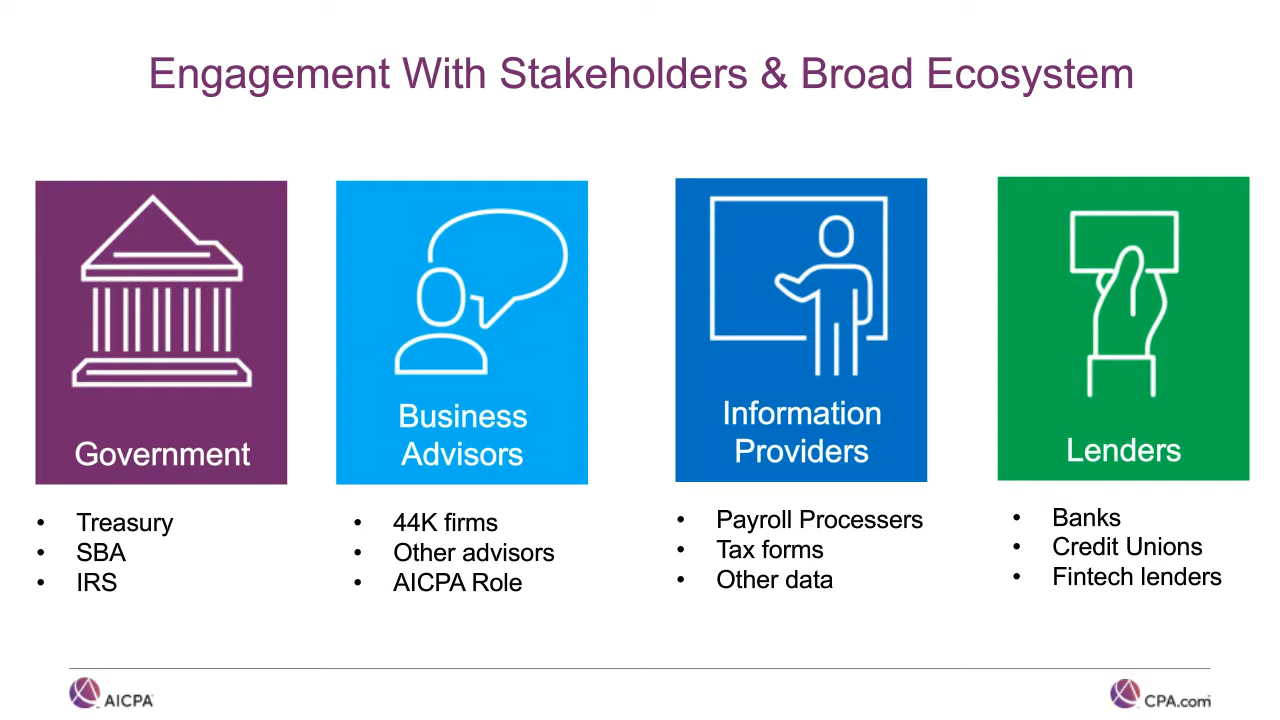 Engagement With Stakeholders & Broad Ecosystem
Government
• Treasury
• SBA
• IRS
Business
Advisors
• 44K firms
• Other advisors
• AICPA Role
Information
Providers
• Payroll Processers
• Tax forms
• Other data
Lenders
• Banks
• Credit Unions
• Fintech lenders
AICPA
CPA.com